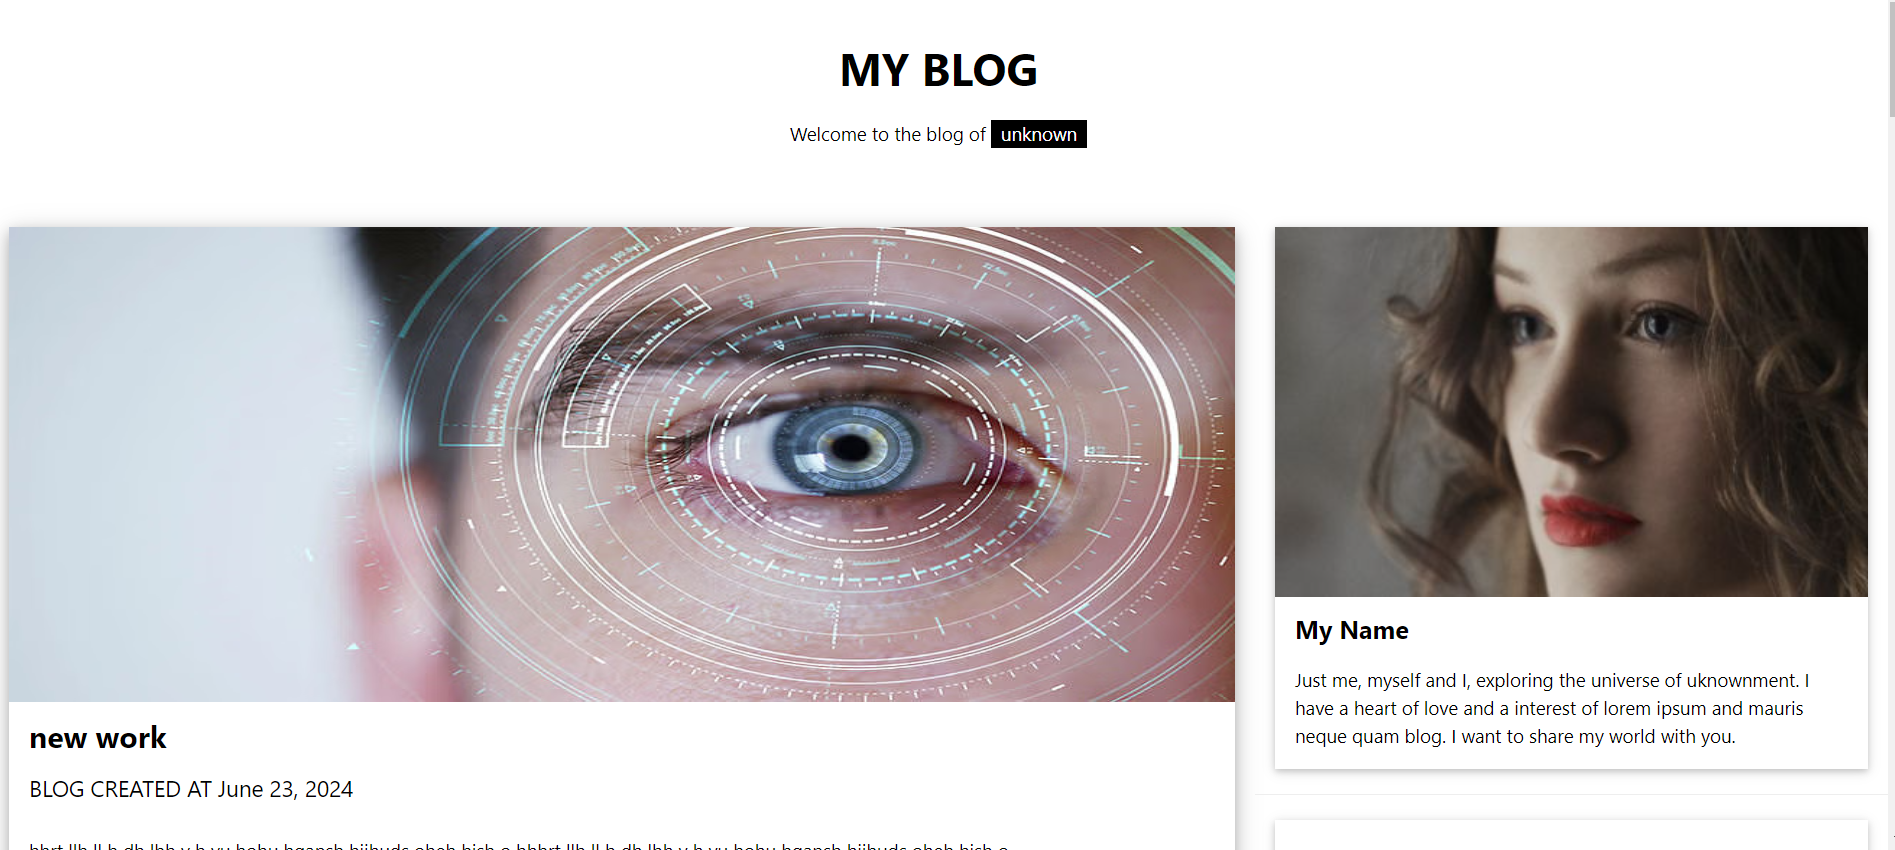 MY BLOG
Welcome to the blog of unknown
new work
BLOG CREATED AT June 23, 2024
My Name
Just me, myself and I, exploring the universe of uknownment. I
have a heart of love and a interest of lorem ipsum and mauris
neque quam blog. I want to share my world with you.